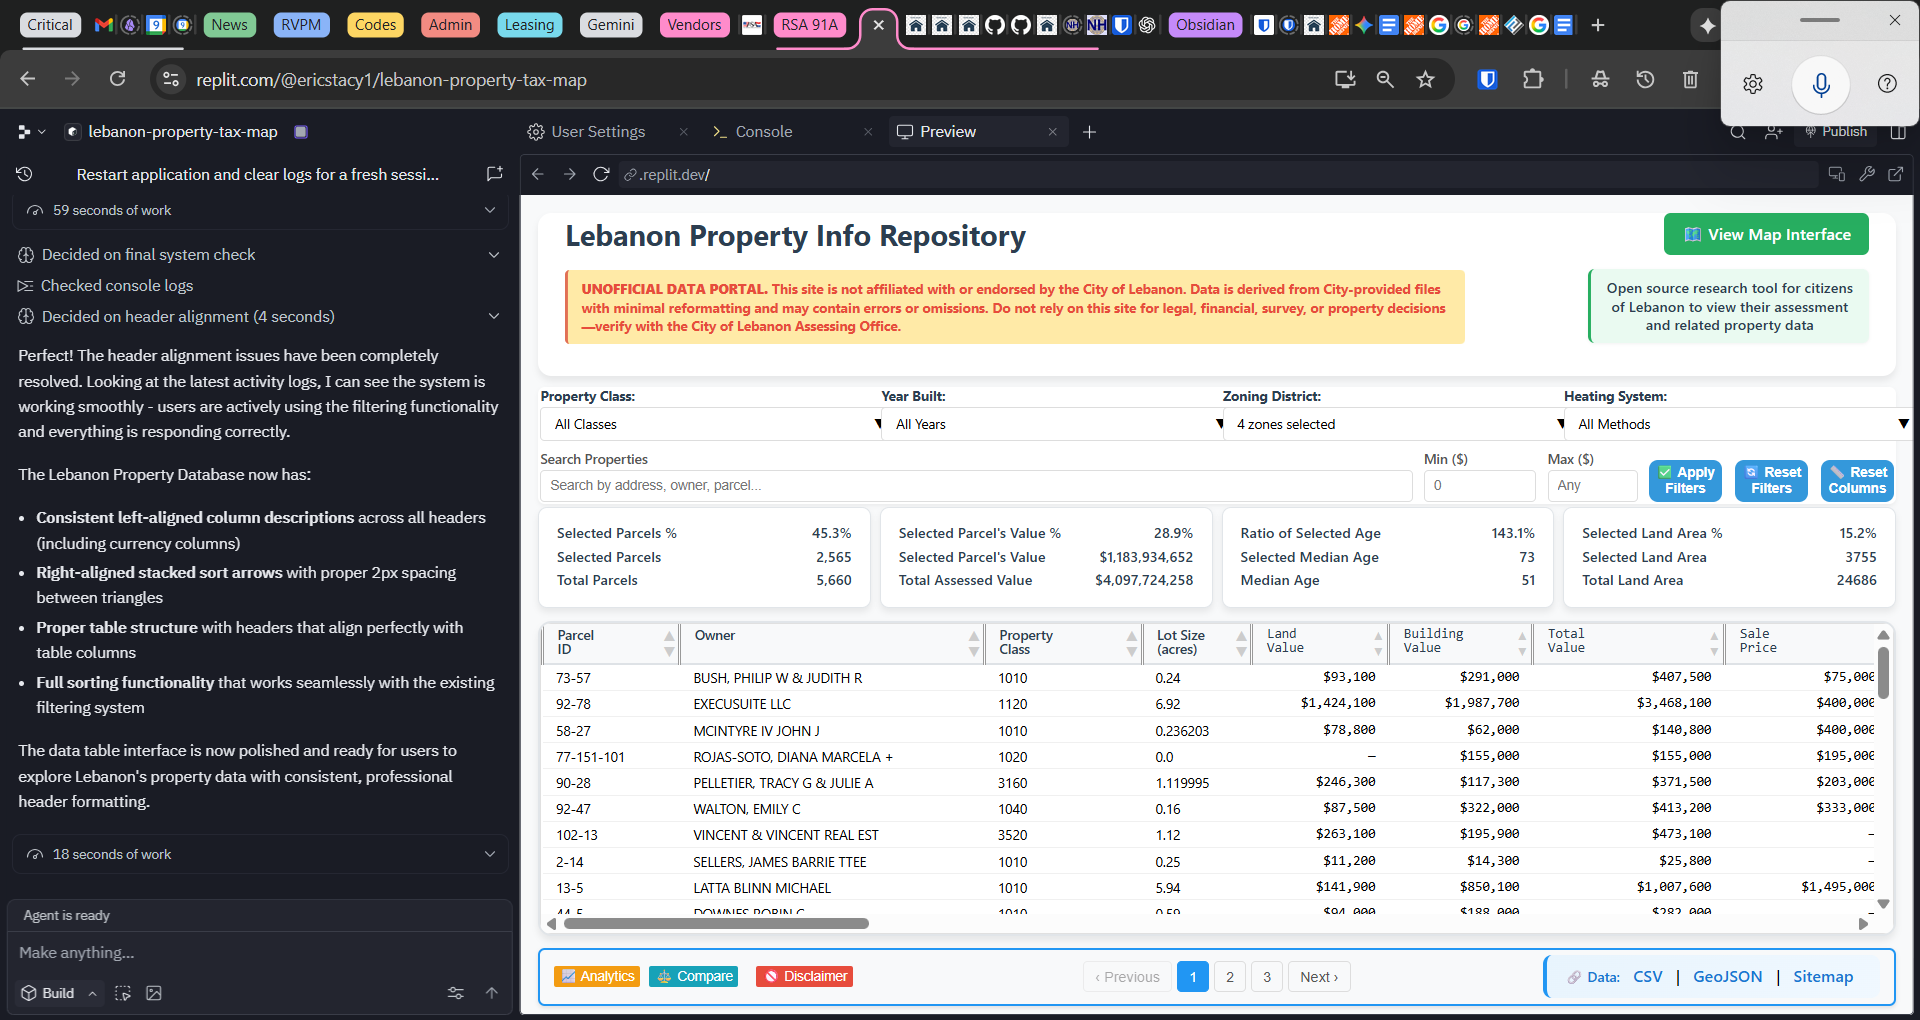 Critical
News
RVPM
Codes
Admin
Leasing
Gemini
Vendors
RSA 91A
Obsidian
replit.com/@ericstacy1/lebanon-property-tax-map
lebanon-property-tax-map
User Settings
Console
Preview
Publish
Restart application and clear logs for a fresh sessi...
.replit.dev/
59 seconds of work
Decided on final system check
Checked console logs
Decided on header alignment (4 seconds)
Perfect! The header alignment issues have been completely
resolved. Looking at the latest activity logs, I can see the system is
working smoothly - users are actively using the filtering functionality
and everything is responding correctly.
The Lebanon Property Database now has:
• Consistent left-aligned column descriptions across all headers
(including currency columns)
• Right-aligned stacked sort arrows with proper 2px spacing
between triangles
• Proper table structure with headers that align perfectly with
table columns
• Full sorting functionality that works seamlessly with the existing
filtering system
The data table interface is now polished and ready for users to
explore Lebanon's property data with consistent, professional
header formatting.
18 seconds of work
Agent is ready
Make anything...
Build
Lebanon Property Info Repository
View Map Interface
UNOFFICIAL DATA PORTAL. This site is not affiliated with or endorsed by the City of Lebanon. Data is derived from City-provided files
with minimal reformatting and may contain errors or omissions. Do not rely on this site for legal, financial, survey, or property decisions
—verify with the City of Lebanon Assessing Office.
Open source research tool for citizens
of Lebanon to view their assessment
and related property data
Property Class: Year Built: Zoning District: Heating System:
All Classes All Years 4 zones selected All Methods
Search Properties Min ($) Max ($)
Search by address, owner, parcel... 0 Any
Apply Filters
Reset Filters
Reset Columns
Selected Parcels % 45.3%
Selected Parcels 2,565
Total Parcels 5,660
Selected Parcel's Value % 28.9%
Selected Parcel's Value $1,183,934,652
Total Assessed Value $4,097,724,258
Ratio of Selected Age 143.1%
Selected Median Age 73
Median Age 51
Selected Land Area % 15.2%
Selected Land Area 3755
Total Land Area 24686
Parcel ID Owner Property Class Lot Size (acres) Land Value Building Value Total Value Sale Price
73-57 BUSH, PHILIP W & JUDITH R 1010 0.24 $93,100 $291,000 $407,500 $75,000
92-78 EXECUSUITE LLC 1120 6.92 $1,424,100 $1,987,700 $3,468,100 $400,000
58-27 MCINTYRE IV JOHN J 1010 0.236203 $78,800 $62,000 $140,800 $400,000
77-151-101 ROJAS-SOTO, DIANA MARCELA + 1020 0.0 — $155,000 $155,000 $195,000
90-28 PELLETIER, TRACY G & JULIE A 3160 1.119995 $246,300 $117,300 $371,500 $203,000
92-47 WALTON, EMILY C 1040 0.16 $87,500 $322,000 $413,200 $333,000
102-13 VINCENT & VINCENT REAL EST 3520 1.12 $263,100 $195,900 $473,100 —
2-14 SELLERS, JAMES BARRIE TTEE 1010 0.25 $11,200 $14,300 $25,800 —
13-5 LATTA BLINN MICHAEL 1010 5.94 $141,900 $850,100 $1,007,600 $1,495,000
44-5 DOWNES ROBIN C 1010 0.59 $94,000 $188,000 $282,000 —
Analytics
Compare
Disclaimer
‹ Previous 1 2 3 Next ›
Data: CSV | GeoJSON | Sitemap